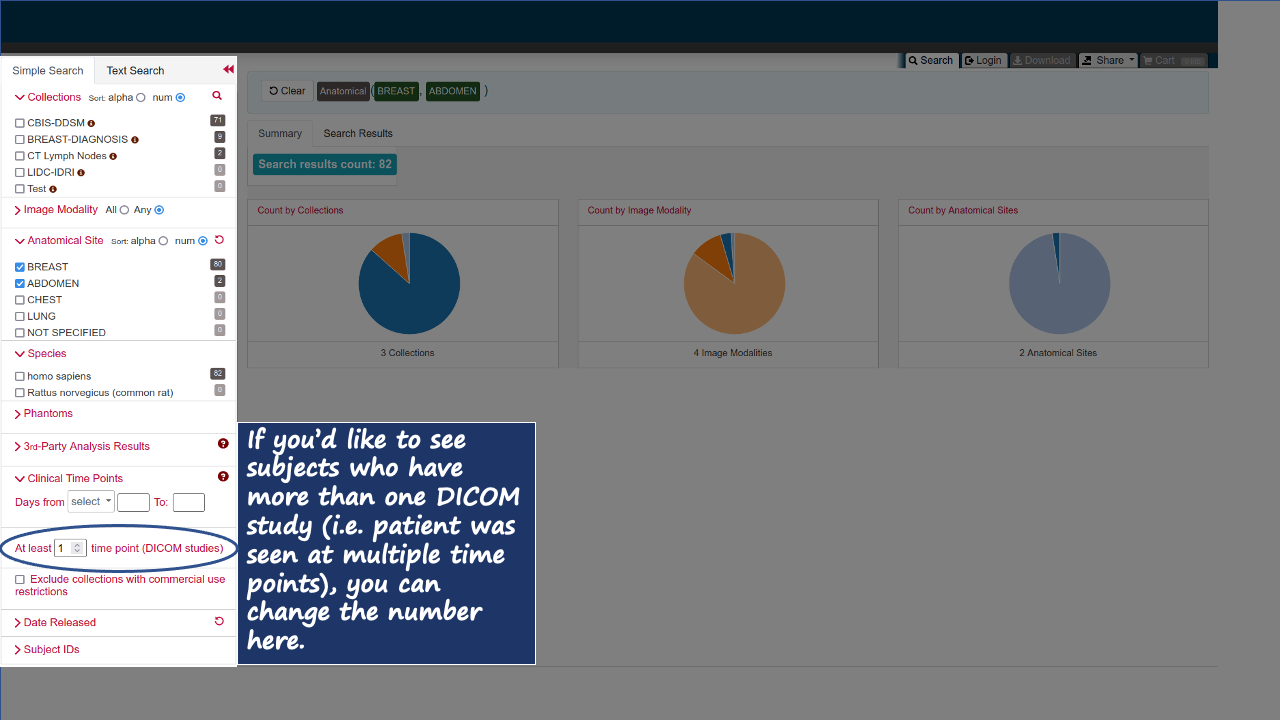 Search Login Download Share Cart
Simple Search Text Search
Collections Sort: alpha num
CBIS-DDSM 71
BREAST-DIAGNOSIS 9
CT Lymph Nodes 2
LIDC-IDRI 0
Test 0
Image Modality All Any
Anatomical Site Sort: alpha num
BREAST 80
ABDOMEN 2
CHEST 0
LUNG 0
NOT SPECIFIED 0
Species
homo sapiens 82
Rattus norvegicus (common rat) 0
Phantoms
3rd-Party Analysis Results ?
Clinical Time Points ?
Days from select To:
At least 1 time point (DICOM studies)
Exclude collections with commercial use
restrictions
Date Released
Subject IDs
Clear Anatomical ( BREAST , ABDOMEN )
Summary Search Results
Search results count: 82
Count by Collections
3 Collections
Count by Image Modality
4 Image Modalities
Count by Anatomical Sites
2 Anatomical Sites
If you'd like to see
subjects who have
more than one DICOM
study (i.e. patient was
seen at multiple time
points), you can
change the number
here.